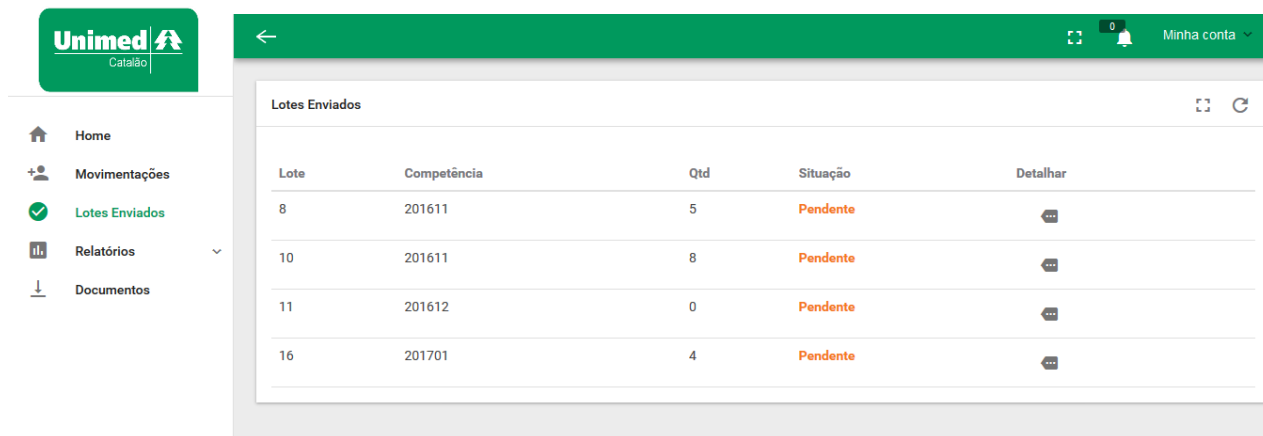 Unimed
Catalão
0
Minha conta
Lotes Enviados
Home
Movimentações
Lotes Enviados
Relatórios
Documentos
Lote Competência Qtd Situação Detalhar
8 201611 5 Pendente
10 201611 8 Pendente
11 201612 0 Pendente
16 201701 4 Pendente